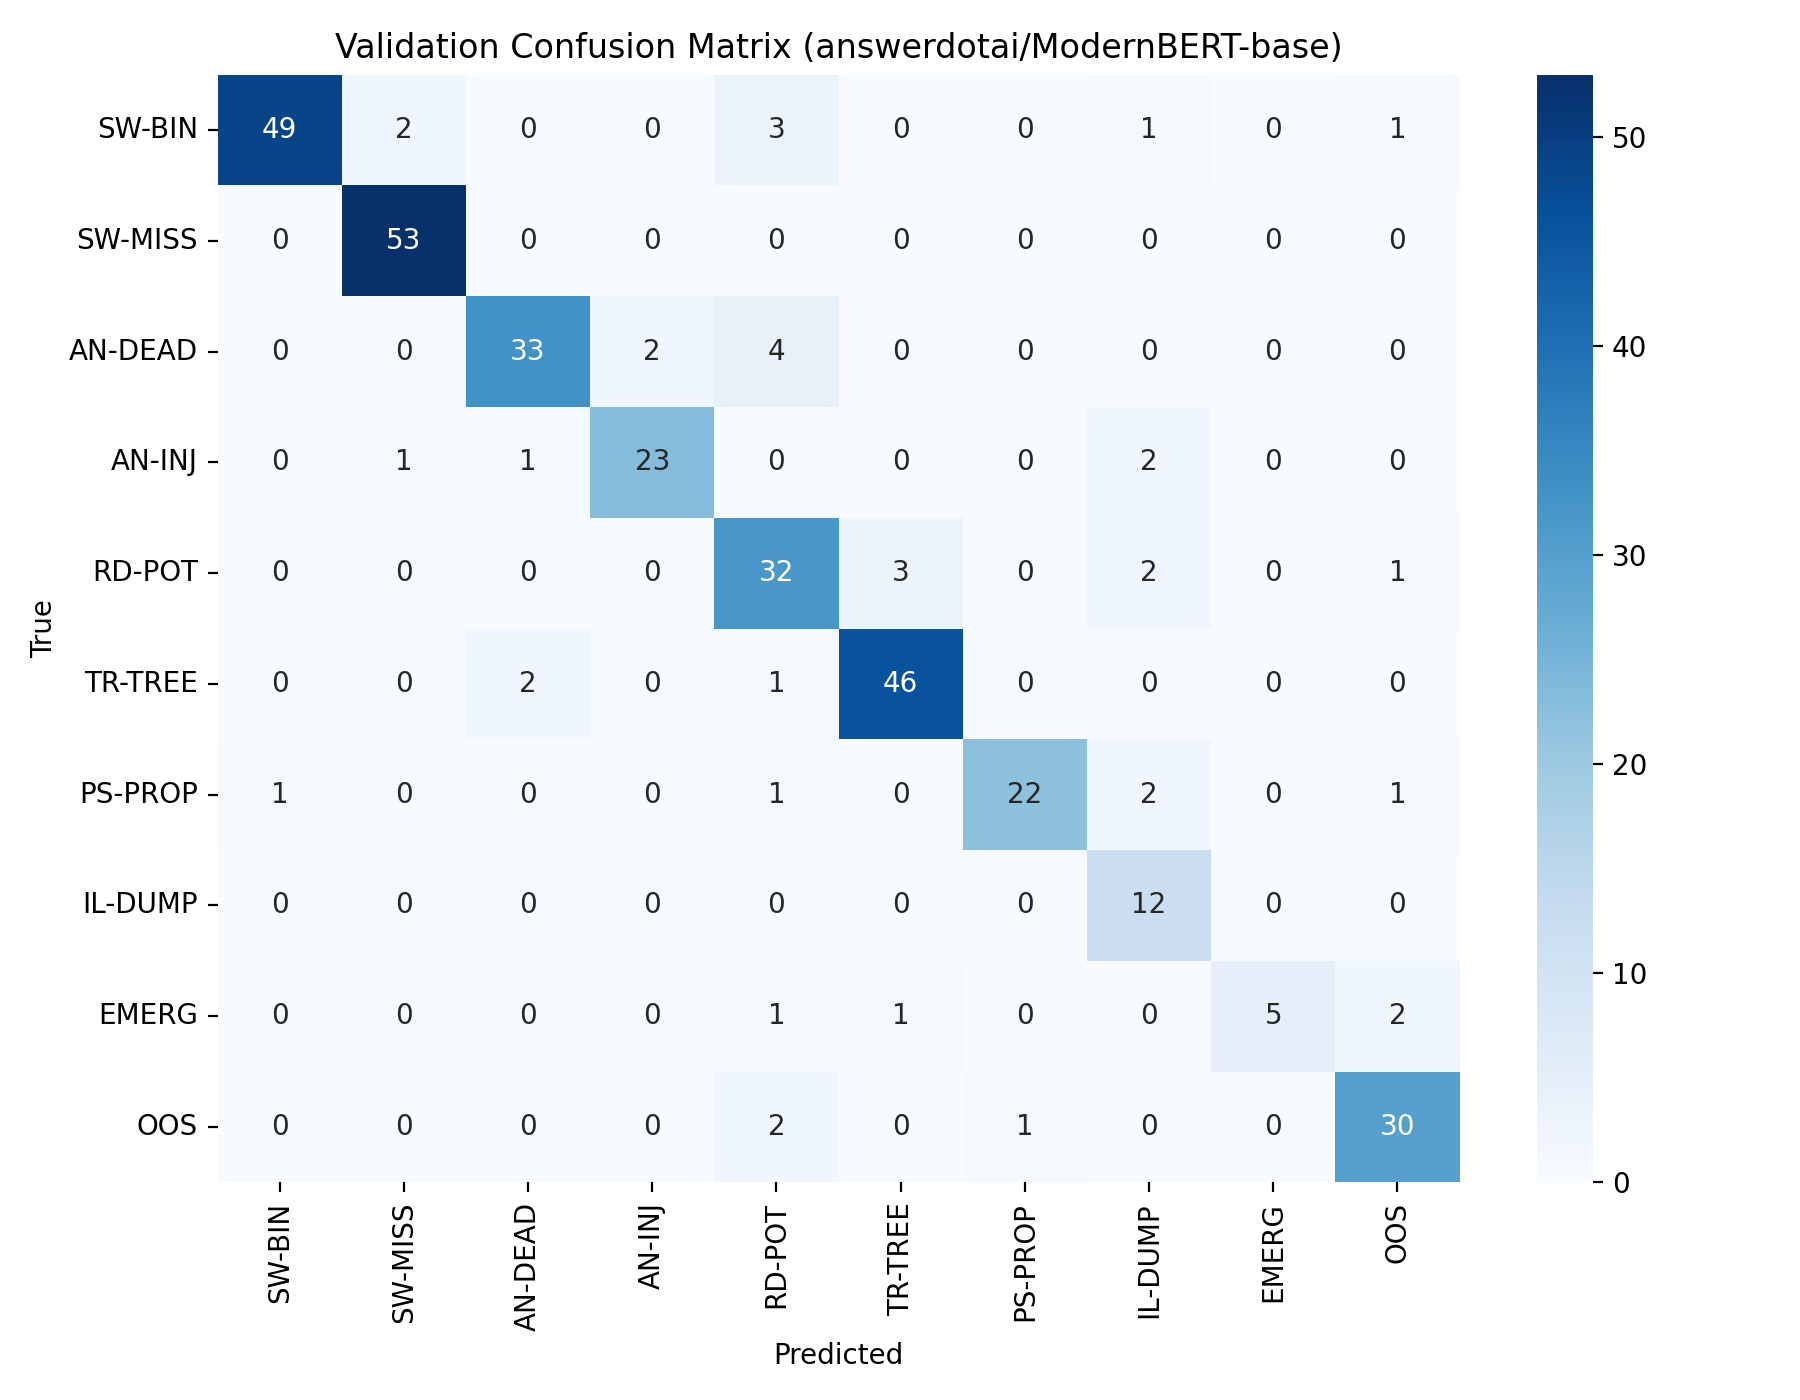 Validation Confusion Matrix (answerdotai/ModernBERT-base)
SW-BIN 49 2 0 0 3 0 0 1 0 1
SW-MISS 0 53 0 0 0 0 0 0 0 0
AN-DEAD 0 0 33 2 4 0 0 0 0 0
AN-INJ 0 1 1 23 0 0 0 2 0 0
RD-POT 0 0 0 0 32 3 0 2 0 1
TR-TREE 0 0 2 0 1 46 0 0 0 0
PS-PROP 1 0 0 0 1 0 22 2 0 1
IL-DUMP 0 0 0 0 0 0 0 12 0 0
EMERG 0 0 0 0 1 1 0 0 5 2
OOS 0 0 0 0 2 0 1 0 0 30
True
SW-BIN SW-MISS AN-DEAD AN-INJ RD-POT TR-TREE PS-PROP IL-DUMP EMERG OOS
Predicted
50
40
30
20
10
0